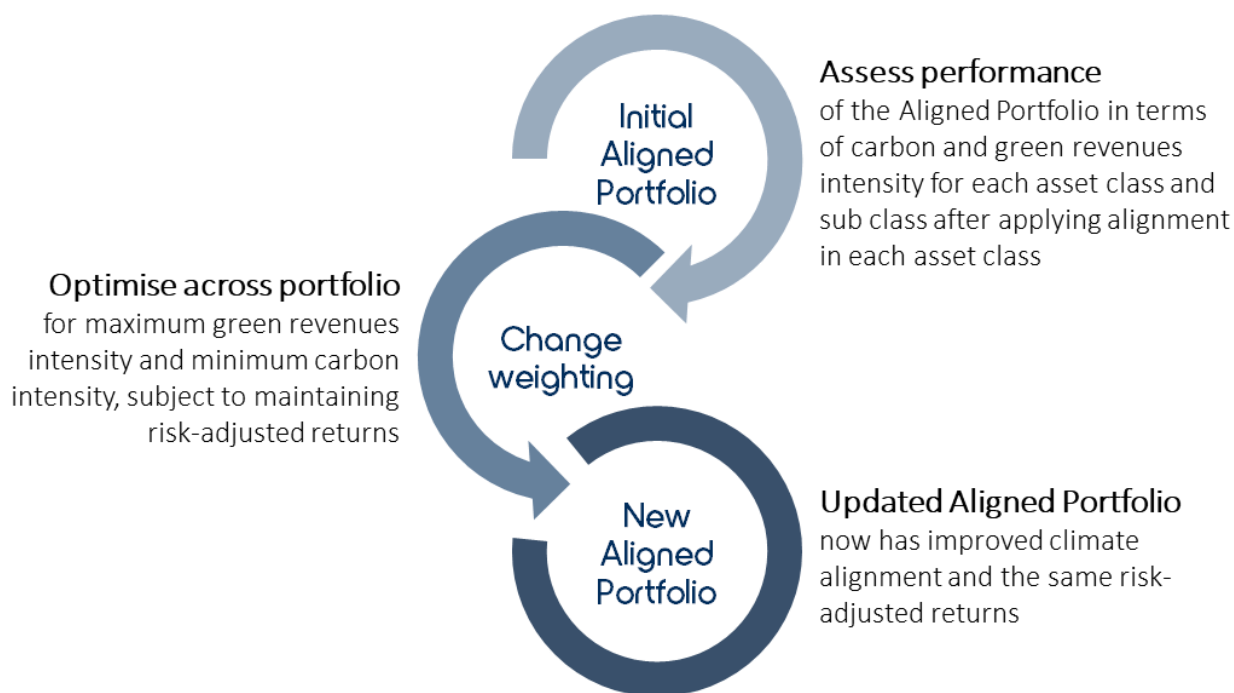 Initial
Aligned
Portfolio
Assess performance
of the Aligned Portfolio in terms
of carbon and green revenues
intensity for each asset class and
sub class after applying alignment
in each asset class
Optimise across portfolio
for maximum green revenues
intensity and minimum carbon
intensity, subject to maintaining
risk-adjusted returns
Change
weighting
New
Aligned
Portfolio
Updated Aligned Portfolio
now has improved climate
alignment and the same risk-
adjusted returns